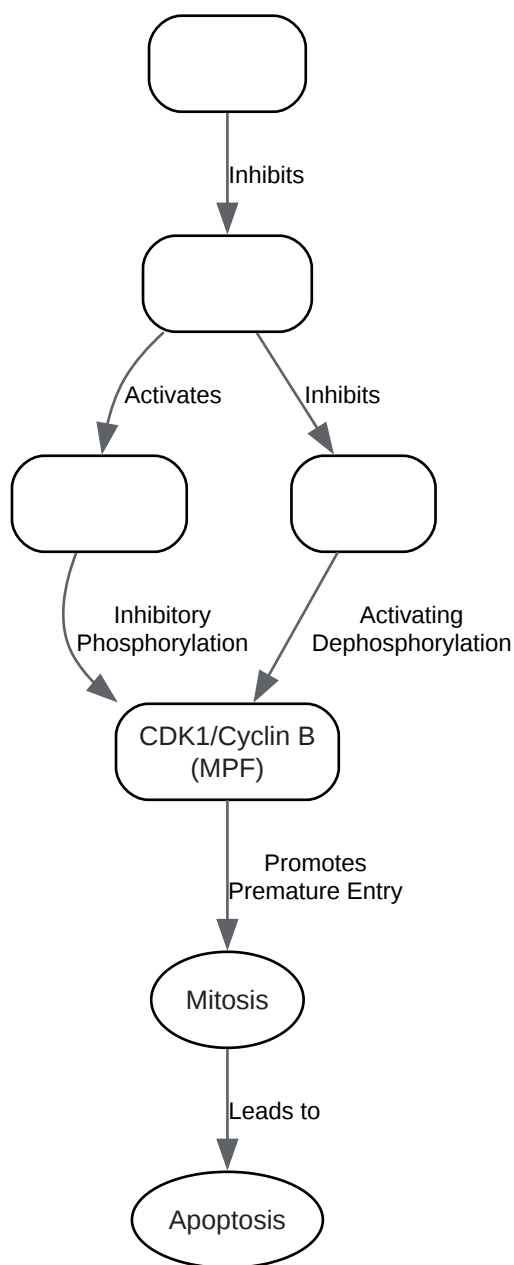 Inhibits
Activates
Inhibits
Inhibitory
Phosphorylation
Activating
Dephosphorylation
CDK1/Cyclin B
(MPF)
Promotes
Premature Entry
Mitosis
Leads to
Apoptosis